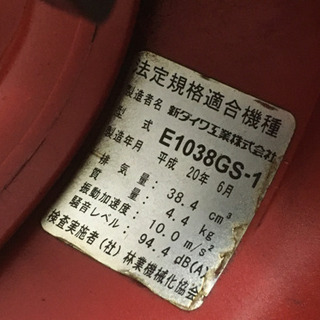 法定規格適合機種
製造者名 新ダイワ工業株式会社
型式 E1038GS-1
製造年月 平成 20年 6月
排気量: 38.4 cm³
質量: 4.4 kg
振動加速度: 10.0 m/s²
騒音レベル: 94.4 dB(A)
検査実施者(社)林業機械化協会